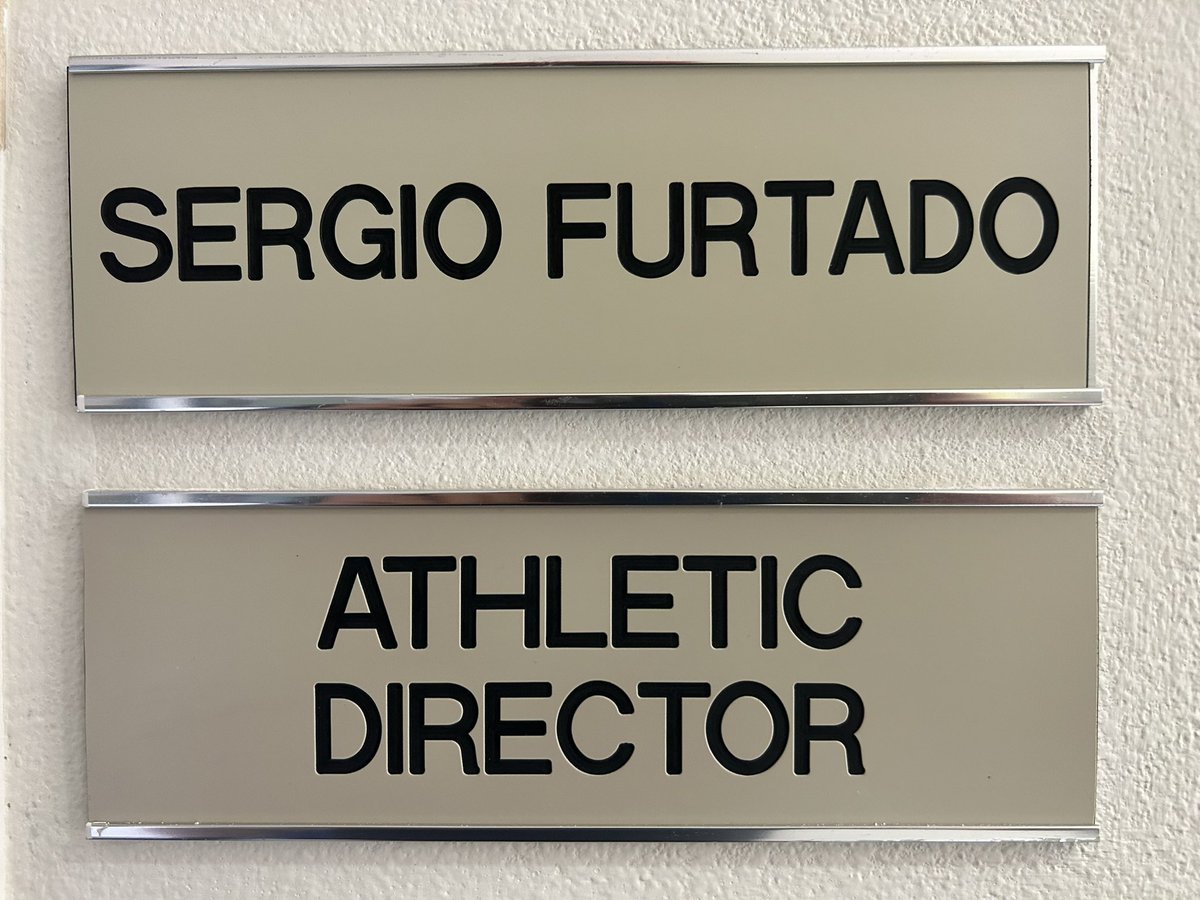 SERGIO FURTADO
ATHLETIC
DIRECTOR